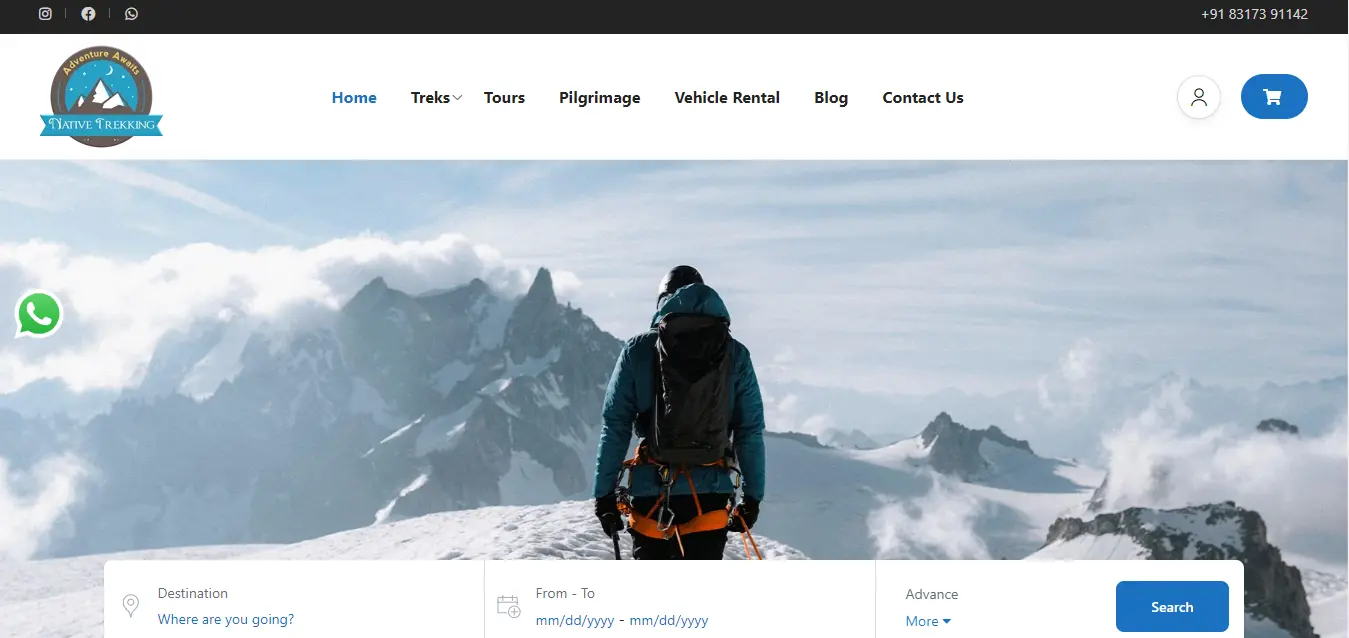 +91 83173 91142
Adventure Awaits
NATIVE TREKKING
Home Treks Tours Pilgrimage Vehicle Rental Blog Contact Us
Destination
Where are you going?
From - To
mm/dd/yyyy - mm/dd/yyyy
Advance
More
Search